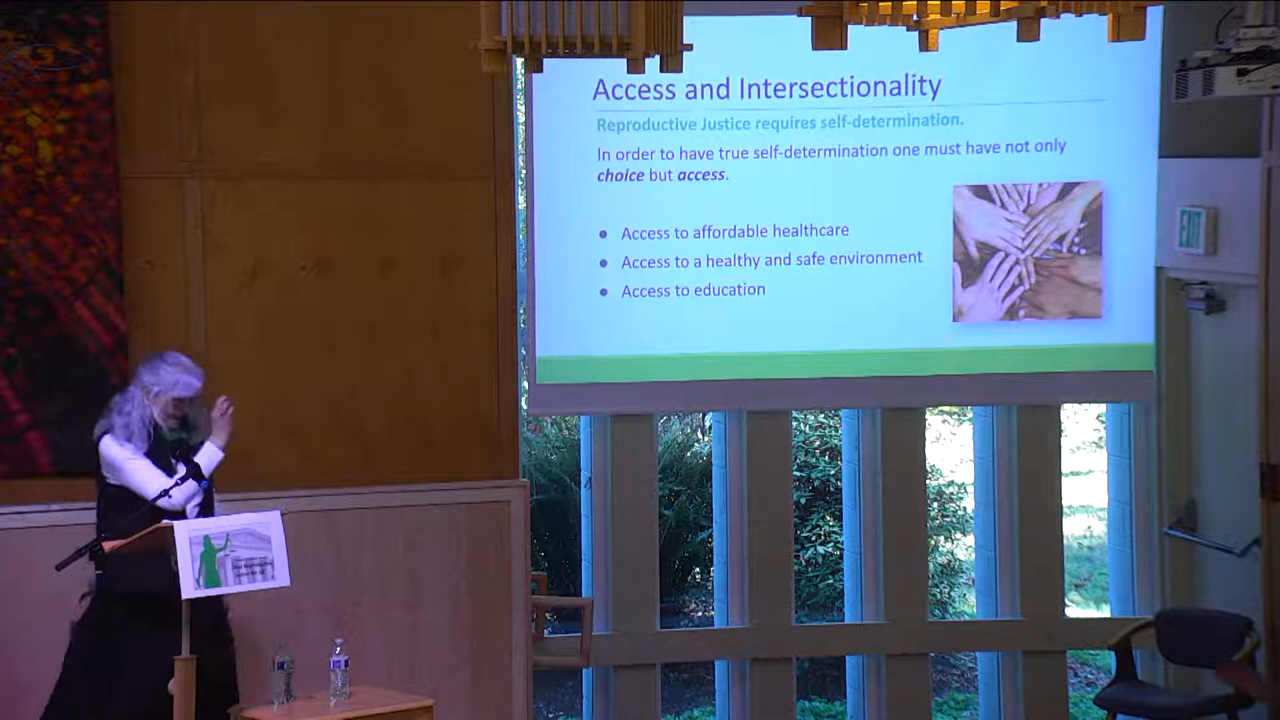 Access and Intersectionality
Reproductive Justice requires self-determination.
In order to have true self-determination one must have not only
choice but access.
Access to affordable healthcare
Access to a healthy and safe environment
Access to education
EXIT